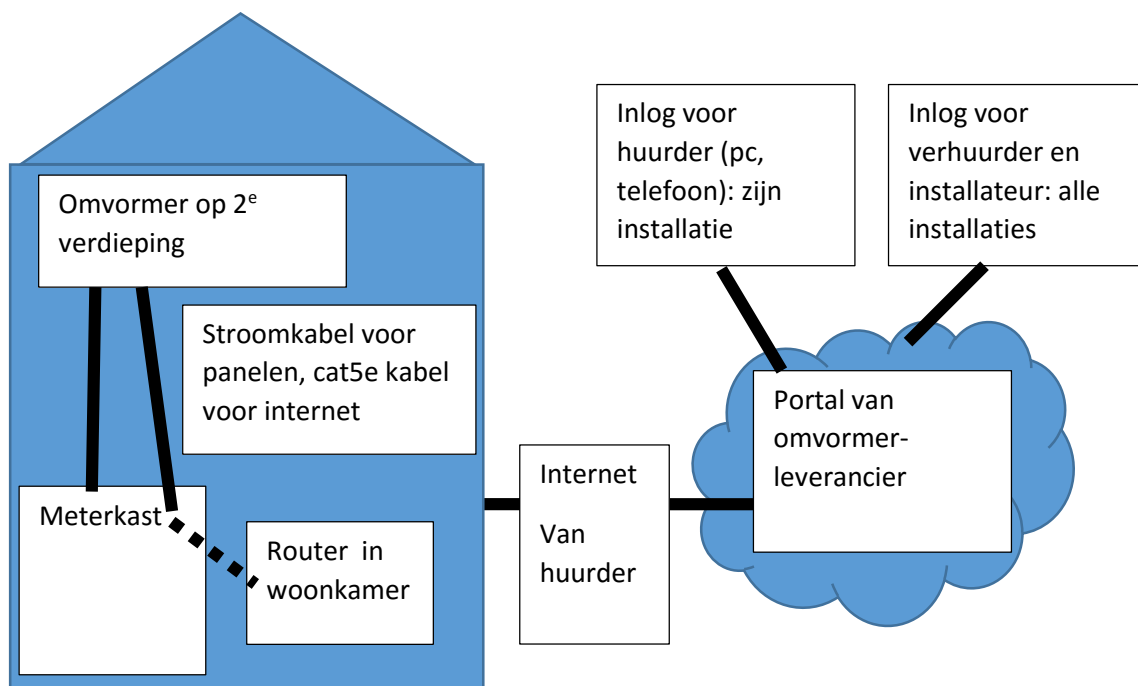 Omvormer op 2e
verdieping
Stroomkabel voor
panelen, cat5e kabel
voor internet
Meterkast
Router in
woonkamer
Internet
Van
huurder
Inlog voor
huurder (pc,
telefoon): zijn
installatie
Inlog voor
verhuurder en
installateur: alle
installaties
Portal van
omvormer-
leverancier